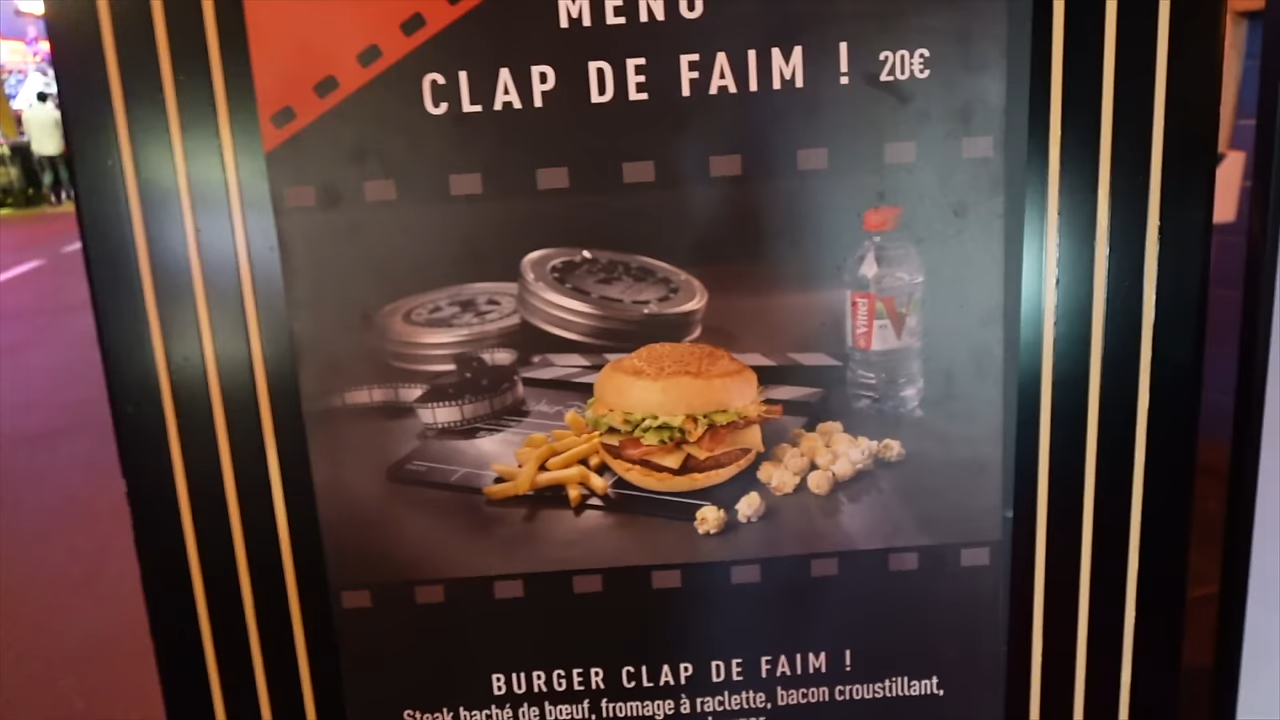 MENU
CLAP DE FAIM ! 20€
Vittel
BURGER CLAP DE FAIM !
Steak haché de bœuf, fromage à raclette, bacon croustillant,